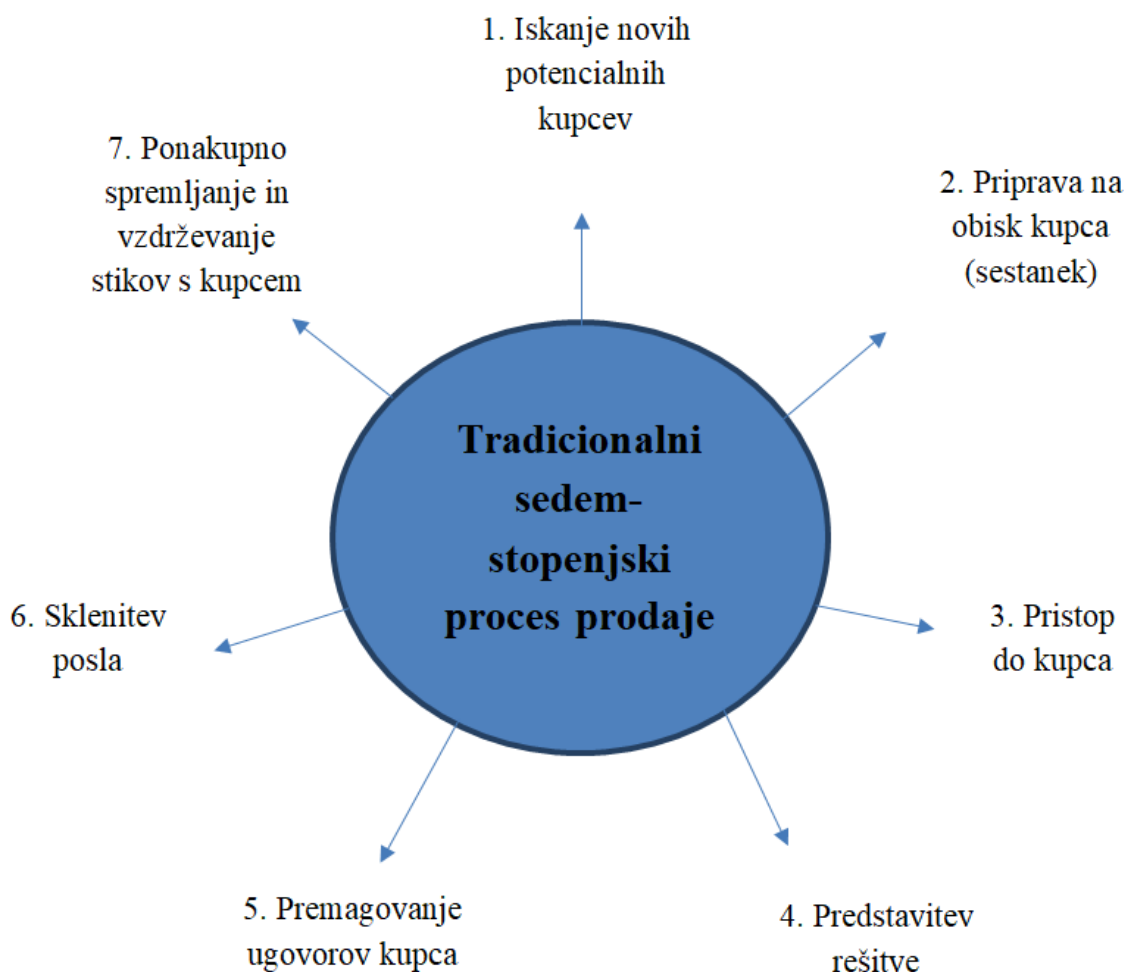 1. Iskanje novih
potencialnih
kupcev
2. Priprava na
obisk kupca
(sestanek)
3. Pristop
do kupca
4. Predstavitev
rešitve
5. Premagovanje
ugovorov kupca
6. Sklenitev
posla
7. Ponakupno
spremljanje in
vzdrževanje
stikov s kupcem
Tradicionalni
sedem-
stopenjski
proces prodaje